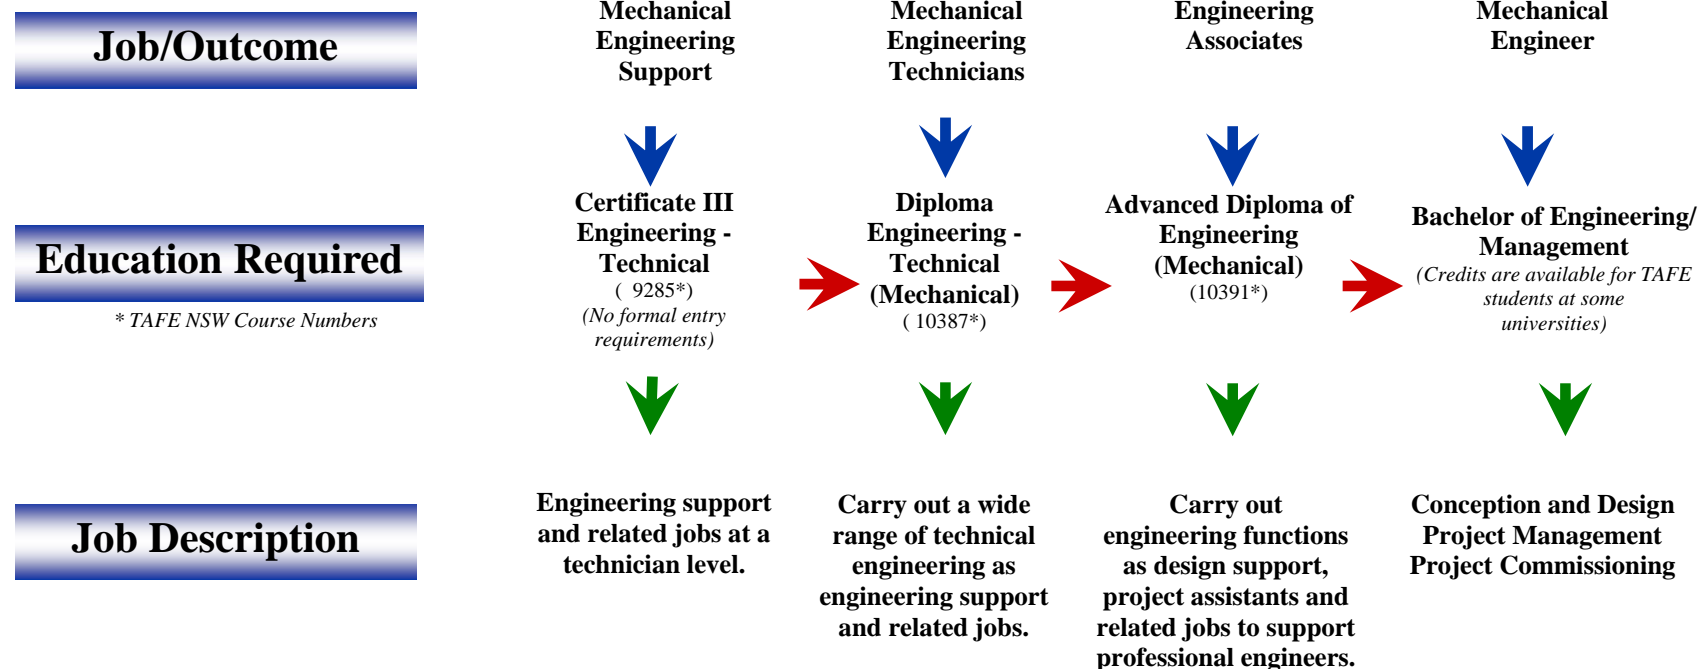 Job/Outcome
Mechanical
Engineering
Support
Mechanical
Engineering
Technicians
Engineering
Associates
Mechanical
Engineer
Education Required
* TAFE NSW Course Numbers
Certificate III
Engineering -
Technical
( 9285*)
(No formal entry
requirements)
Diploma
Engineering -
Technical
(Mechanical)
( 10387*)
Advanced Diploma of
Engineering
(Mechanical)
(10391*)
Bachelor of Engineering/
Management
(Credits are available for TAFE
students at some
universities)
Job Description
Engineering support
and related jobs at a
technician level.
Carry out a wide
range of technical
engineering as
engineering support
and related jobs.
Carry out
engineering functions
as design support,
project assistants and
related jobs to support
professional engineers.
Conception and Design
Project Management
Project Commissioning